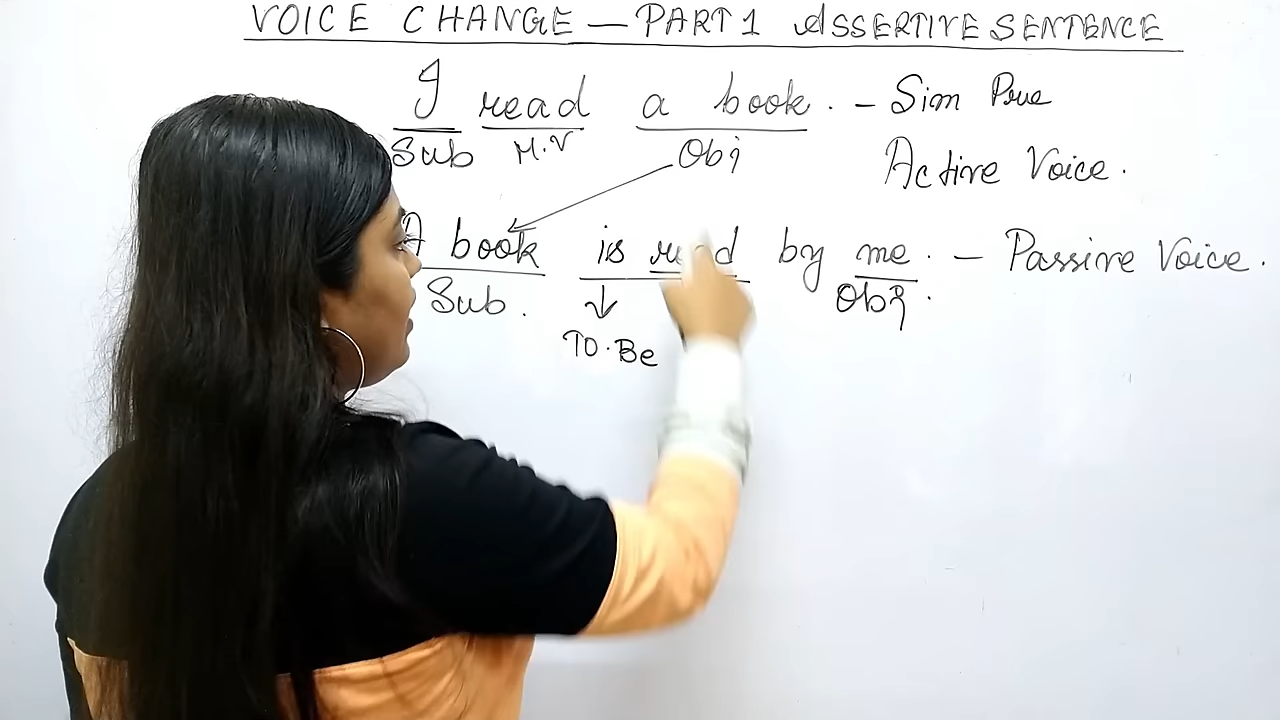 VOICE CHANGE — PART 1 ASSERTIVE SENTENCE
I read a book. - Sim Pre
Sub M.V Obj Active Voice.
A book is read by me. - Passive Voice.
Sub. ↓ Obj.
TO.Be